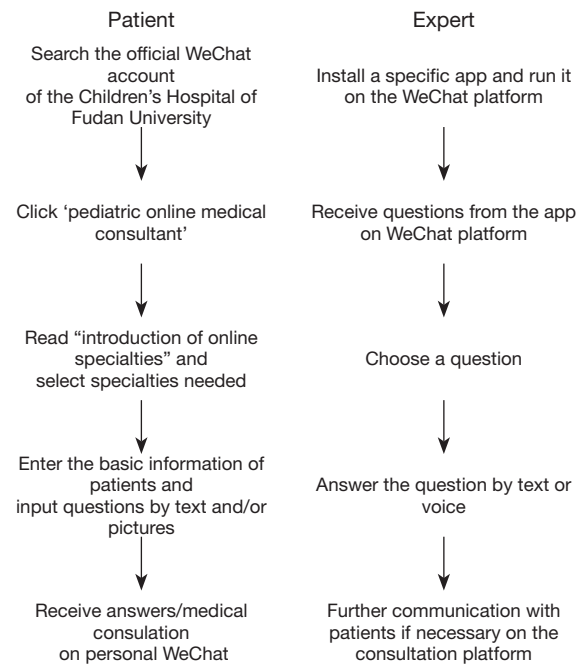 Patient
Search the official WeChat
account
of the Children's Hospital of
Fudan University
Click ‘pediatric online medical
consultant’
Read “introduction of online
specialties” and
select specialties needed
Enter the basic information of
patients and
input questions by text and/or
pictures
Receive answers/medical
consulation
on personal WeChat
Expert
Install a specific app and run it
on the WeChat platform
Receive questions from the app
on WeChat platform
Choose a question
Answer the question by text or
voice
Further communication with
patients if necessary on the
consultation platform